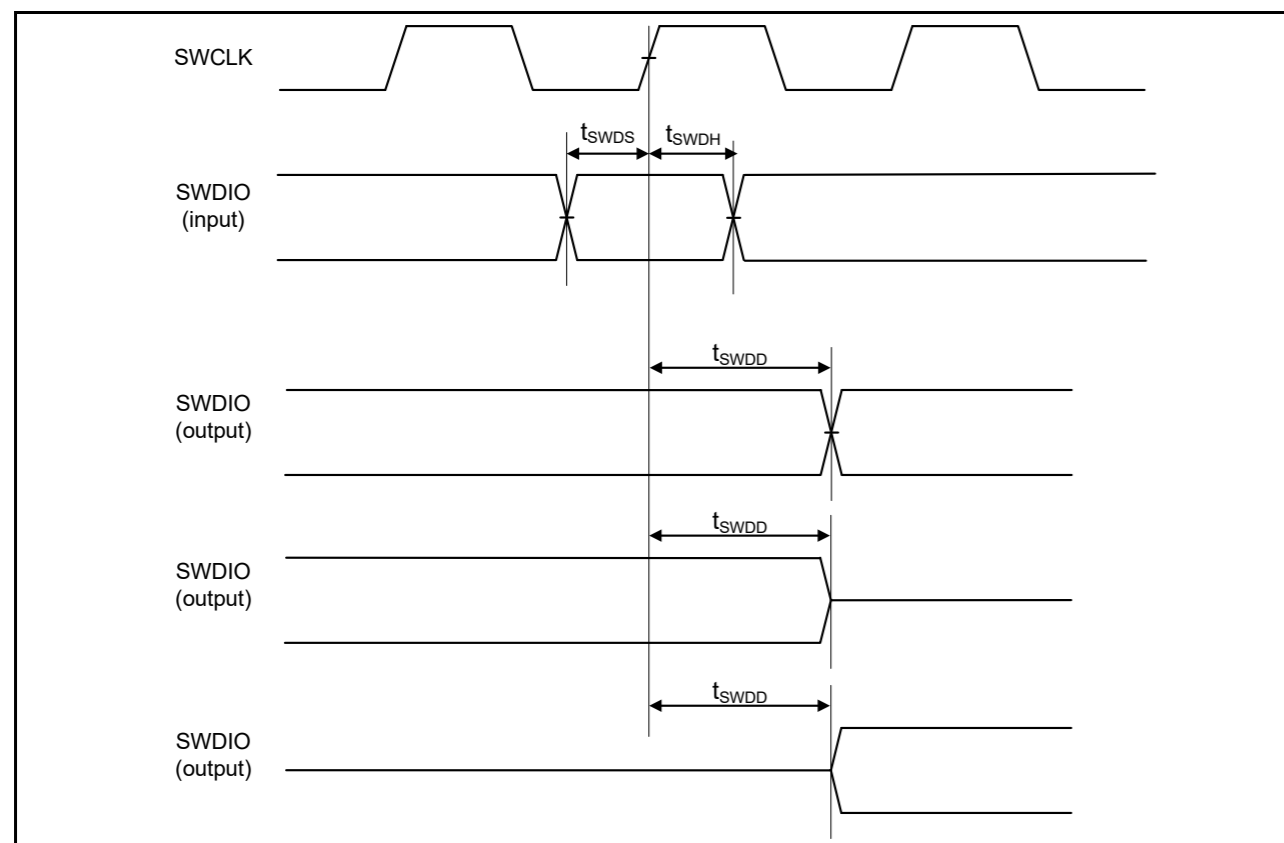 SWCLK
tSWDS
tSWDH
SWDIO
(input)
tSWDD
SWDIO
(output)
tSWDD
SWDIO
(output)
tSWDD
SWDIO
(output)